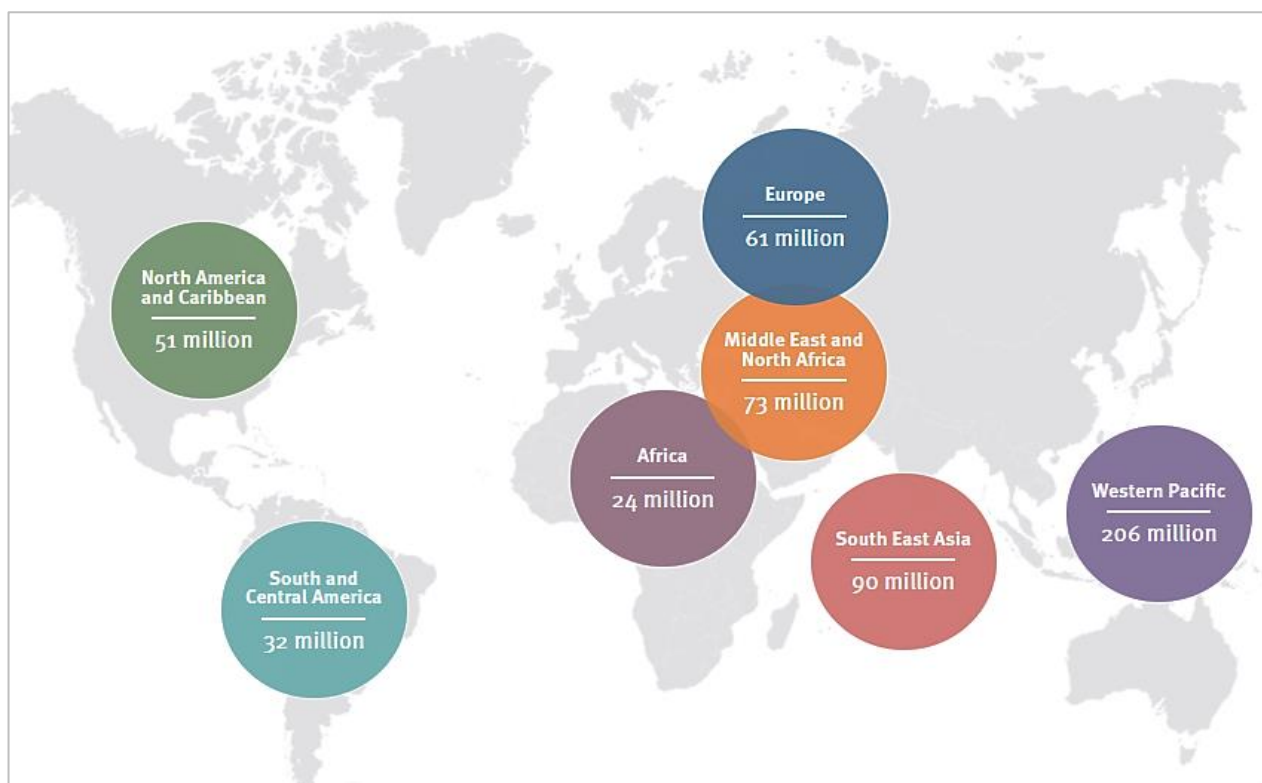 Europe
61 million
North America
and Caribbean
51 million
Middle East and
North Africa
73 million
Africa
24 million
Western Pacific
206 million
South East Asia
90 million
South and
Central America
32 million